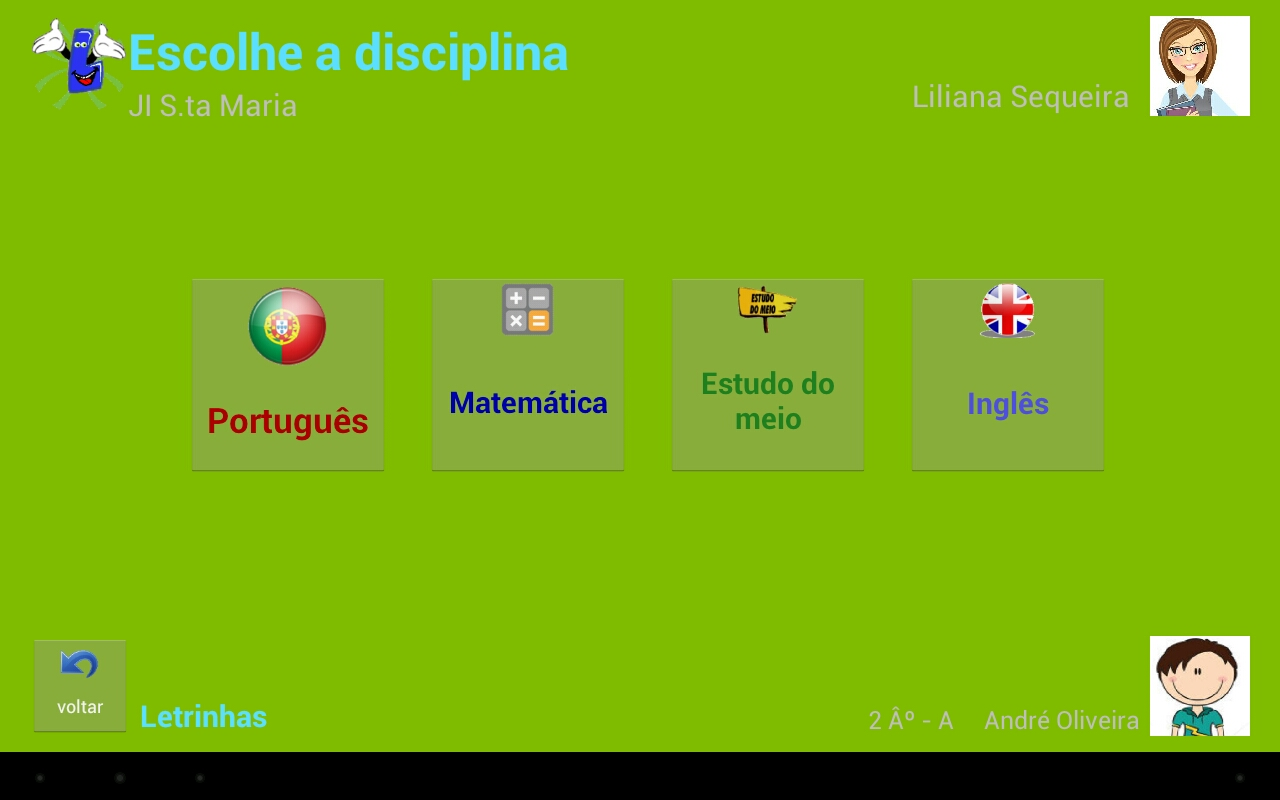 Escolhe a disciplina
JI S.ta Maria
Liliana Sequeira
Português
Matemática
ESTUDO
DO MEIO
Estudo do
meio
Inglês
voltar
Letrinhas
2 Âº - A
André Oliveira